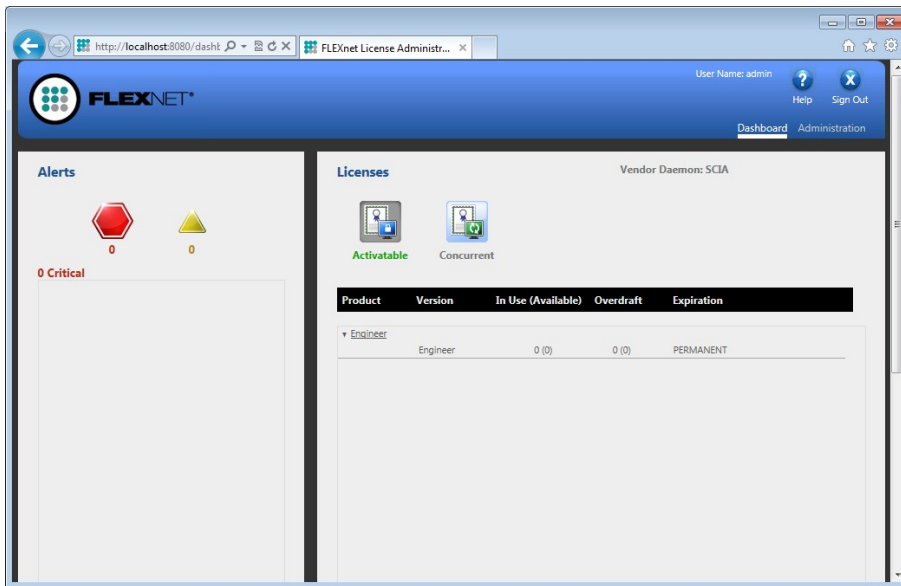 http://localhost:8080/dashl
FLEXnet License Administr...
FLEXNET
User Name: admin
Help
Sign Out
Dashboard
Administration
Alerts
0
0
0 Critical
Licenses
Vendor Daemon: SCIA
Activatable
Concurrent
Product Version In Use (Available) Overdraft Expiration
Engineer
Engineer 0 (0) 0 (0) PERMANENT